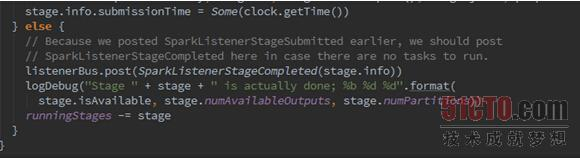 stage.info.submissionTime = Some(clock.getTime())
} else {
// Because we posted SparkListenerStageSubmitted earlier, we should post
// SparkListenerStageCompleted here in case there are no tasks to run.
listenerBus.post(SparkListenerStageCompleted(stage.info))
logDebug("Stage " + stage + " is actually done; %b %d %d".format(
stage.isAvailable, stage.numAvailableOutputs, stage.numPartitions))
runningStages -= stage
}
}
51CTO.com
技术成就梦想